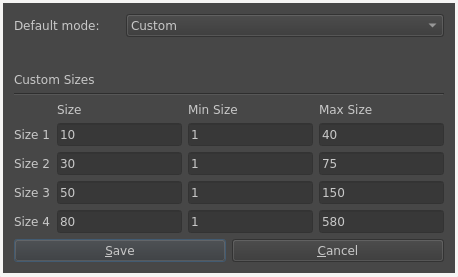 Default mode: Custom
Custom Sizes
Size Min Size Max Size
Size 1 10 1 40
Size 2 30 1 75
Size 3 50 1 150
Size 4 80 1 580
Save Cancel